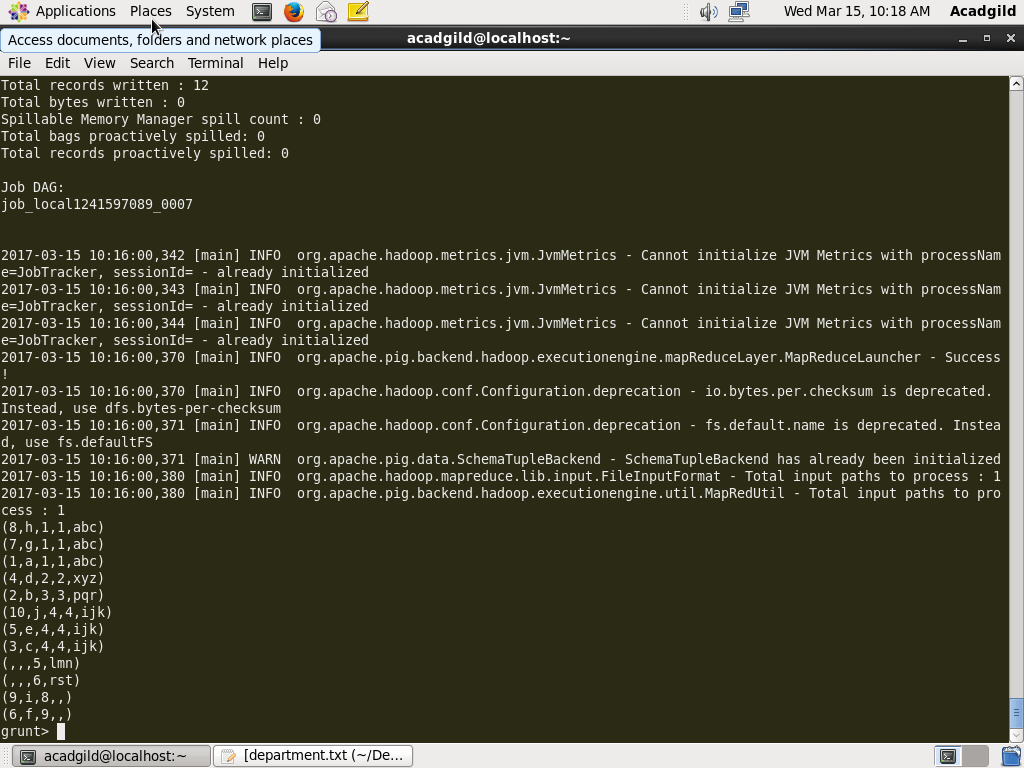 Applications Places System Wed Mar 15, 10:18 AM Acadgild
Access documents, folders and network places
acadgild@localhost:~
File Edit View Search Terminal Help
Total records written : 12
Total bytes written : 0
Spillable Memory Manager spill count : 0
Total bags proactively spilled: 0
Total records proactively spilled: 0
Job DAG:
job_local1241597089_0007
2017-03-15 10:16:00,342 [main] INFO  org.apache.hadoop.metrics.jvm.JvmMetrics - Cannot initialize JVM Metrics with processNam
e=JobTracker, sessionId= - already initialized
2017-03-15 10:16:00,343 [main] INFO  org.apache.hadoop.metrics.jvm.JvmMetrics - Cannot initialize JVM Metrics with processNam
e=JobTracker, sessionId= - already initialized
2017-03-15 10:16:00,344 [main] INFO  org.apache.hadoop.metrics.jvm.JvmMetrics - Cannot initialize JVM Metrics with processNam
e=JobTracker, sessionId= - already initialized
2017-03-15 10:16:00,370 [main] INFO  org.apache.pig.backend.hadoop.executionengine.mapReduceLayer.MapReduceLauncher - Success
!
2017-03-15 10:16:00,370 [main] INFO  org.apache.hadoop.conf.Configuration.deprecation - io.bytes.per.checksum is deprecated.
Instead, use dfs.bytes-per-checksum
2017-03-15 10:16:00,371 [main] INFO  org.apache.hadoop.conf.Configuration.deprecation - fs.default.name is deprecated. Instea
d, use fs.defaultFS
2017-03-15 10:16:00,371 [main] WARN  org.apache.pig.data.SchemaTupleBackend - SchemaTupleBackend has already been initialized
2017-03-15 10:16:00,380 [main] INFO  org.apache.hadoop.mapreduce.lib.input.FileInputFormat - Total input paths to process : 1
2017-03-15 10:16:00,380 [main] INFO  org.apache.pig.backend.hadoop.executionengine.util.MapRedUtil - Total input paths to pro
cess : 1
(8,h,1,1,abc)
(7,g,1,1,abc)
(1,a,1,1,abc)
(4,d,2,2,xyz)
(2,b,3,3,pqr)
(10,j,4,4,ijk)
(5,e,4,4,ijk)
(3,c,4,4,ijk)
(,,,5,lmn)
(,,,6,rst)
(9,i,8,,)
(6,f,9,,)
grunt>
acadgild@localhost:~ [department.txt (~/De...